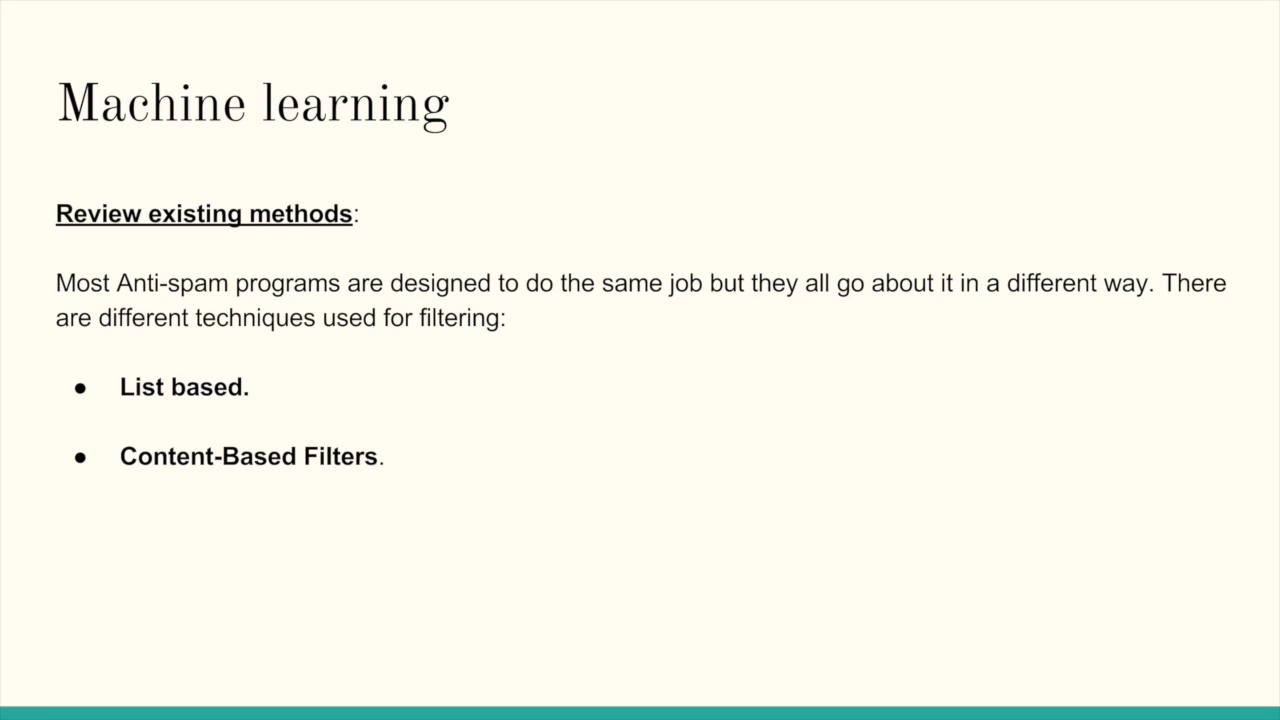 Machine learning
Review existing methods:
Most Anti-spam programs are designed to do the same job but they all go about it in a different way. There
are different techniques used for filtering:
● List based.
● Content-Based Filters.